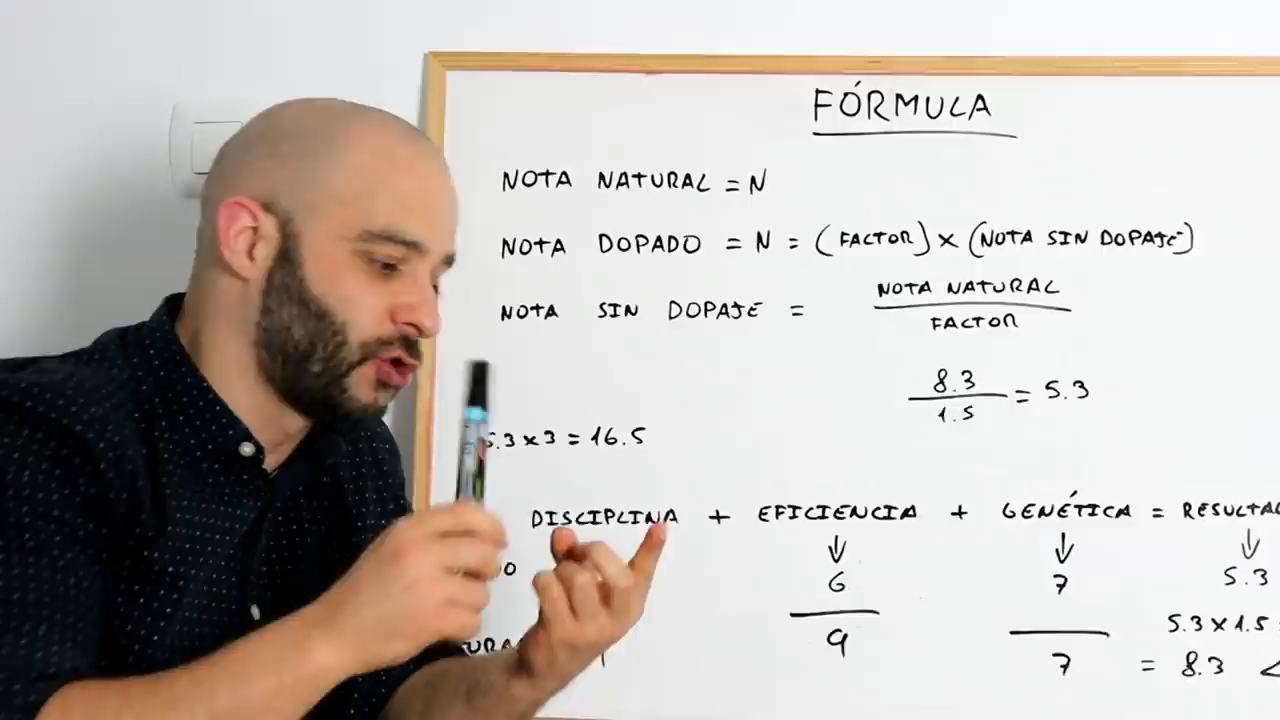 FÓRMULA
NOTA NATURAL = N
NOTA DOPADO = N = (FACTOR) × (NOTA SIN DOPAJE)
NOTA SIN DOPAJE = NOTA NATURAL
FACTOR
8.3
1.5
= 5.3
5.3 × 3 = 16.5
DISCIPLINA + EFICIENCIA + GENÉTICA = RESULTA
↓ ↓ ↓
6 7 5.3
5.3 × 1.5
9 7 = 8.3 <